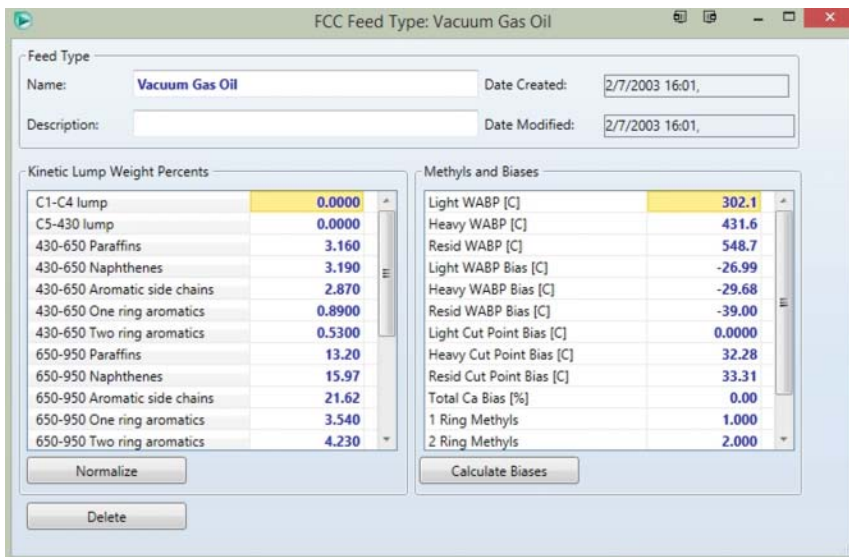 FCC Feed Type: Vacuum Gas Oil
Feed Type
Name: Vacuum Gas Oil Date Created: 2/7/2003 16:01,
Description: Date Modified: 2/7/2003 16:01,
Kinetic Lump Weight Percents
C1-C4 lump 0.0000
C5-430 lump 0.0000
430-650 Paraffins 3.160
430-650 Naphthenes 3.190
430-650 Aromatic side chains 2.870
430-650 One ring aromatics 0.8900
430-650 Two ring aromatics 0.5300
650-950 Paraffins 13.20
650-950 Naphthenes 15.97
650-950 Aromatic side chains 21.62
650-950 One ring aromatics 3.540
650-950 Two ring aromatics 4.230
Normalize
Methyls and Biases
Light WABP [C] 302.1
Heavy WABP [C] 431.6
Resid WABP [C] 548.7
Light WABP Bias [C] -26.99
Heavy WABP Bias [C] -29.68
Resid WABP Bias [C] -39.00
Light Cut Point Bias [C] 0.0000
Heavy Cut Point Bias [C] 32.28
Resid Cut Point Bias [C] 33.31
Total Ca Bias [%] 0.00
1 Ring Methyls 1.000
2 Ring Methyls 2.000
Calculate Biases
Delete